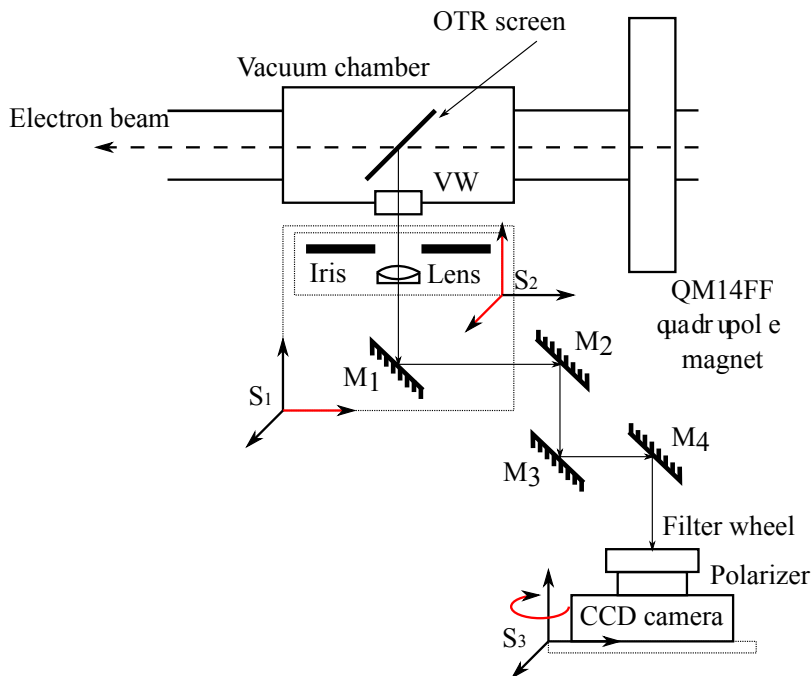 OTR screen
Vacuum chamber
Electron beam
VW
Iris
Lens
S2
QM14FF
quadrupole
magnet
M1
M2
S1
M3
M4
Filter wheel
Polarizer
CCD camera
S3